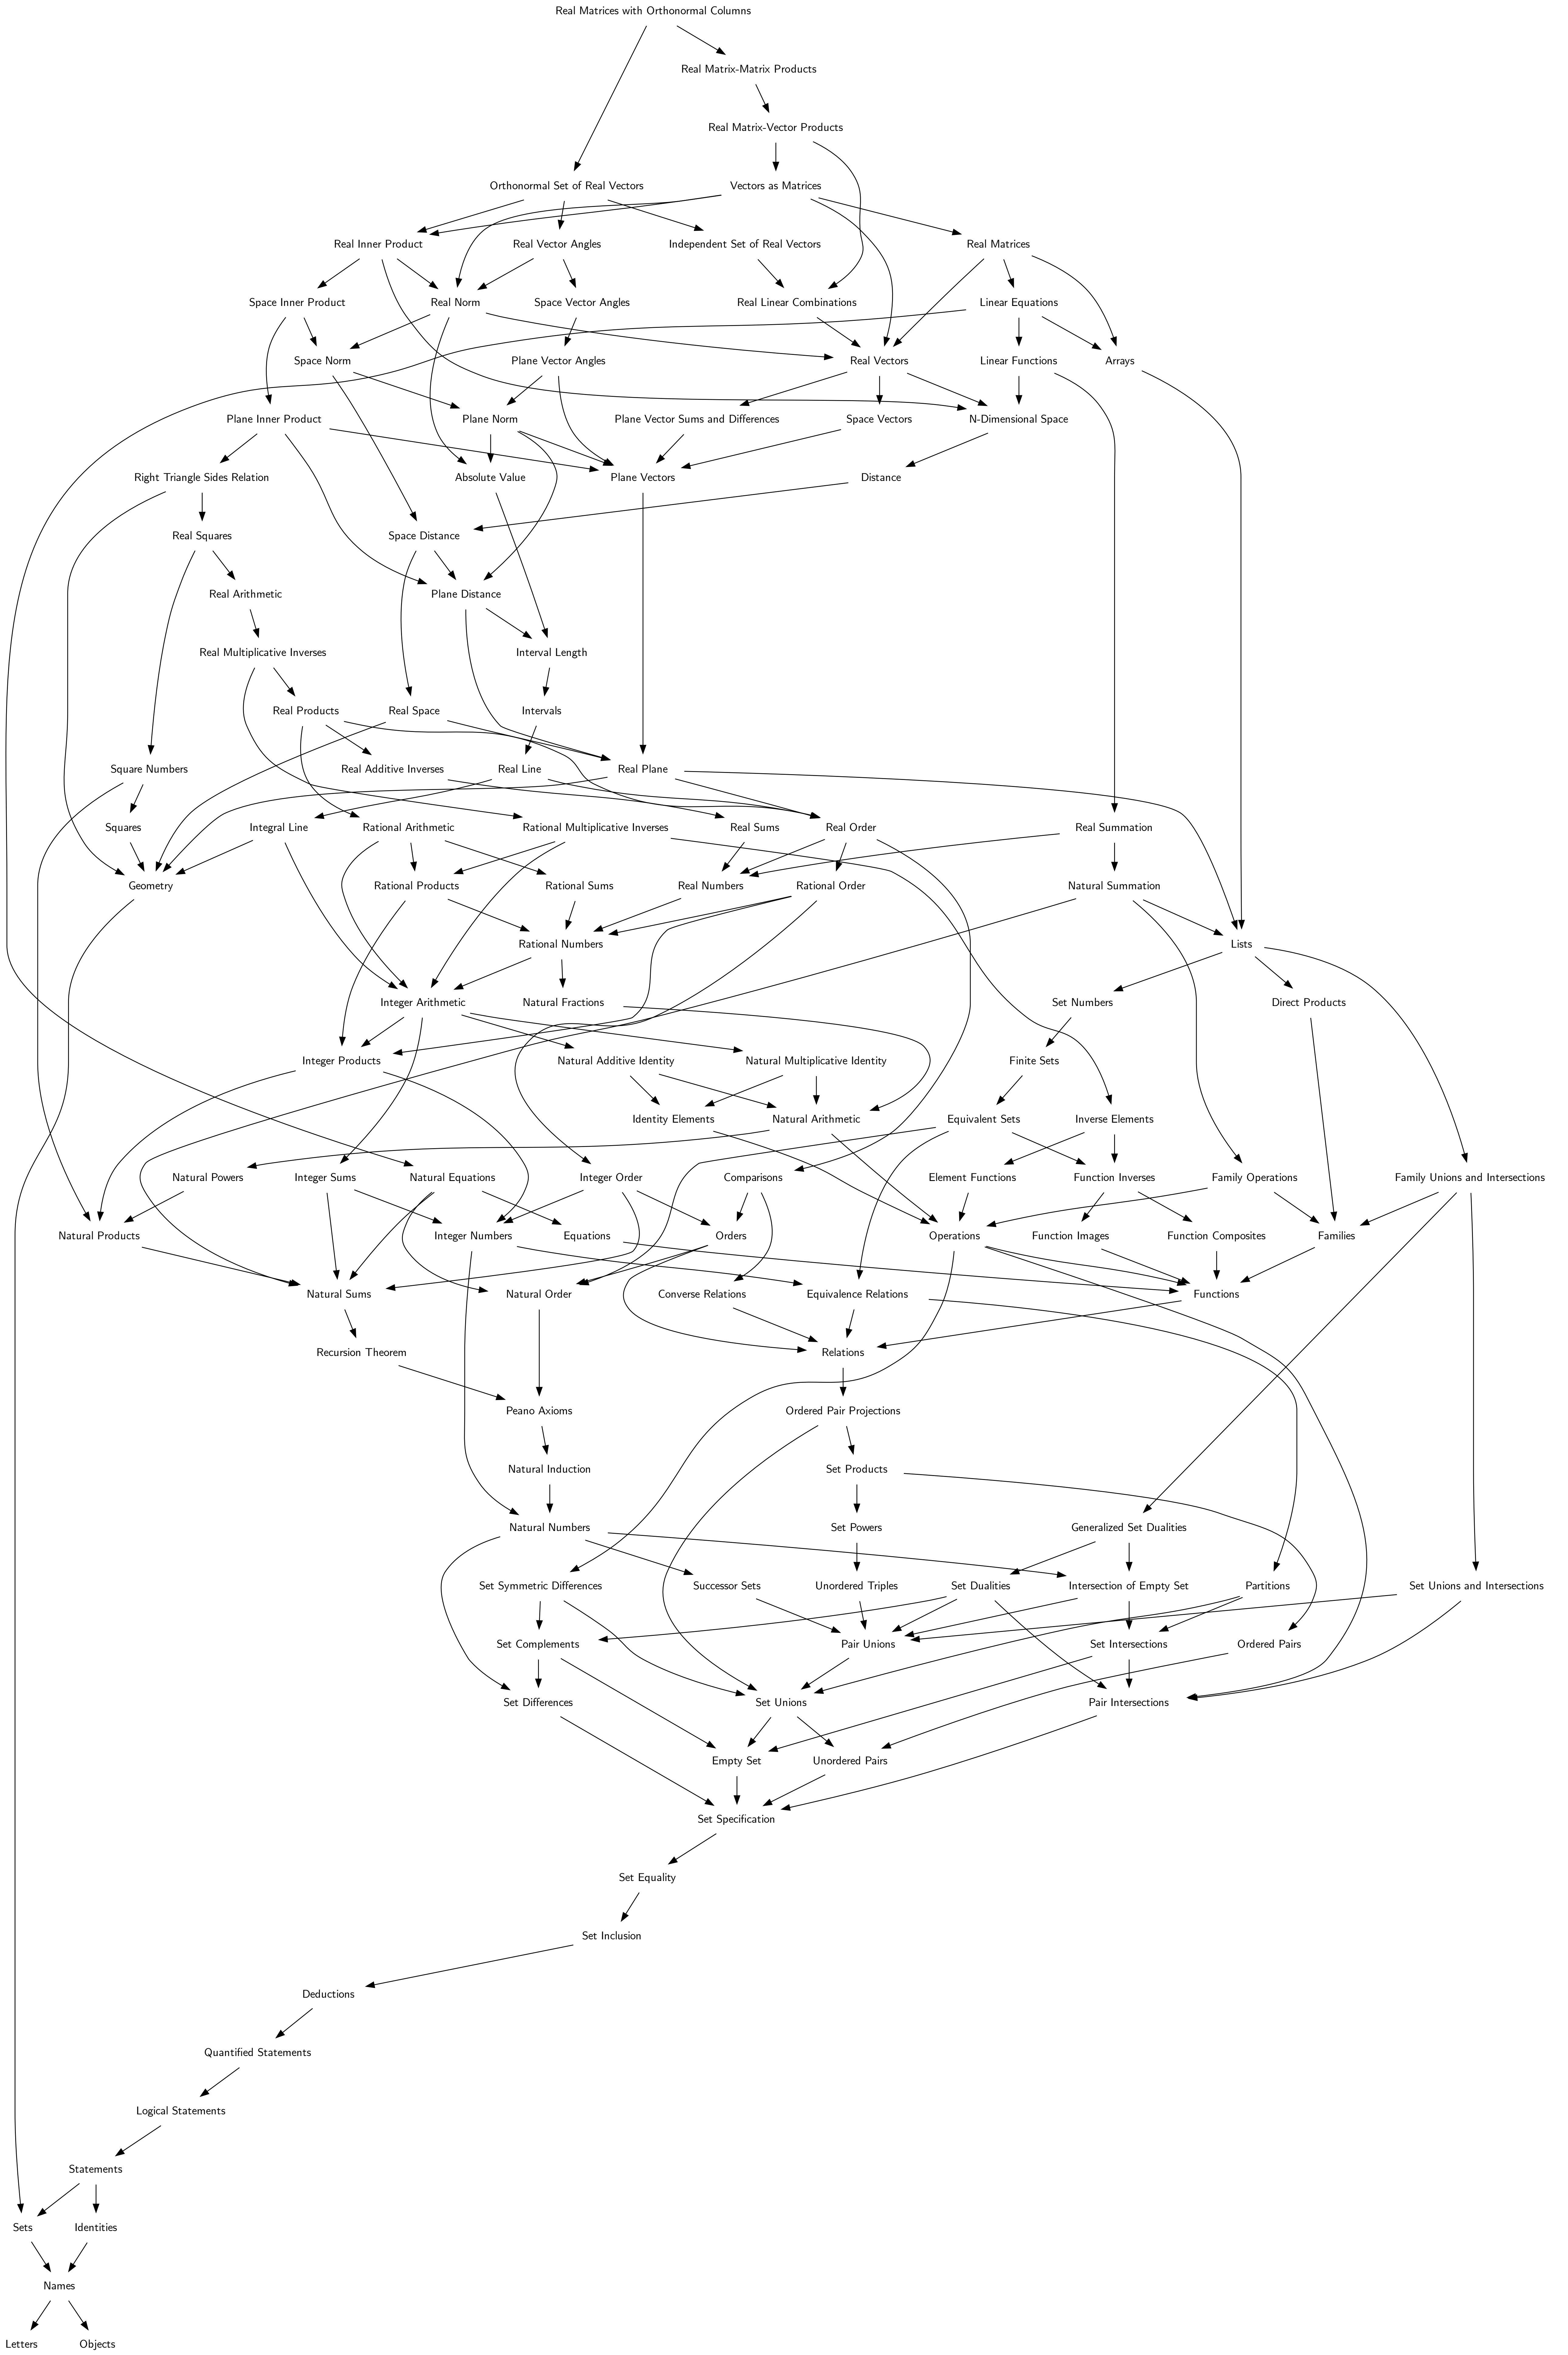 Real Matrices with Orthonormal Columns
Real Matrix-Matrix Products
Real Matrix-Vector Products
Orthonormal Set of Real Vectors
Vectors as Matrices
Real Inner Product
Real Vector Angles
Independent Set of Real Vectors
Real Matrices
Space Inner Product
Real Norm
Space Vector Angles
Real Linear Combinations
Linear Equations
Space Norm
Plane Vector Angles
Real Vectors
Linear Functions
Arrays
Plane Inner Product
Plane Norm
Plane Vector Sums and Differences
Space Vectors
N-Dimensional Space
Right Triangle Sides Relation
Absolute Value
Plane Vectors
Distance
Real Squares
Space Distance
Real Arithmetic
Plane Distance
Real Multiplicative Inverses
Interval Length
Real Products
Real Space
Intervals
Square Numbers
Real Additive Inverses
Real Line
Real Plane
Squares
Integral Line
Rational Arithmetic
Rational Multiplicative Inverses
Real Sums
Real Order
Real Summation
Geometry
Rational Products
Rational Sums
Real Numbers
Rational Order
Natural Summation
Rational Numbers
Lists
Integer Arithmetic
Natural Fractions
Set Numbers
Direct Products
Integer Products
Natural Additive Identity
Natural Multiplicative Identity
Finite Sets
Identity Elements
Natural Arithmetic
Equivalent Sets
Inverse Elements
Natural Powers
Integer Sums
Natural Equations
Integer Order
Comparisons
Element Functions
Function Inverses
Family Operations
Family Unions and Intersections
Natural Products
Integer Numbers
Equations
Orders
Operations
Function Images
Function Composites
Families
Natural Sums
Natural Order
Converse Relations
Equivalence Relations
Functions
Recursion Theorem
Relations
Peano Axioms
Ordered Pair Projections
Natural Induction
Set Products
Natural Numbers
Set Powers
Generalized Set Dualities
Set Symmetric Differences
Successor Sets
Unordered Triples
Set Dualities
Intersection of Empty Set
Partitions
Set Unions and Intersections
Set Complements
Pair Unions
Set Intersections
Ordered Pairs
Set Differences
Set Unions
Pair Intersections
Empty Set
Unordered Pairs
Set Specification
Set Equality
Set Inclusion
Deductions
Quantified Statements
Logical Statements
Statements
Sets
Identities
Names
Letters
Objects